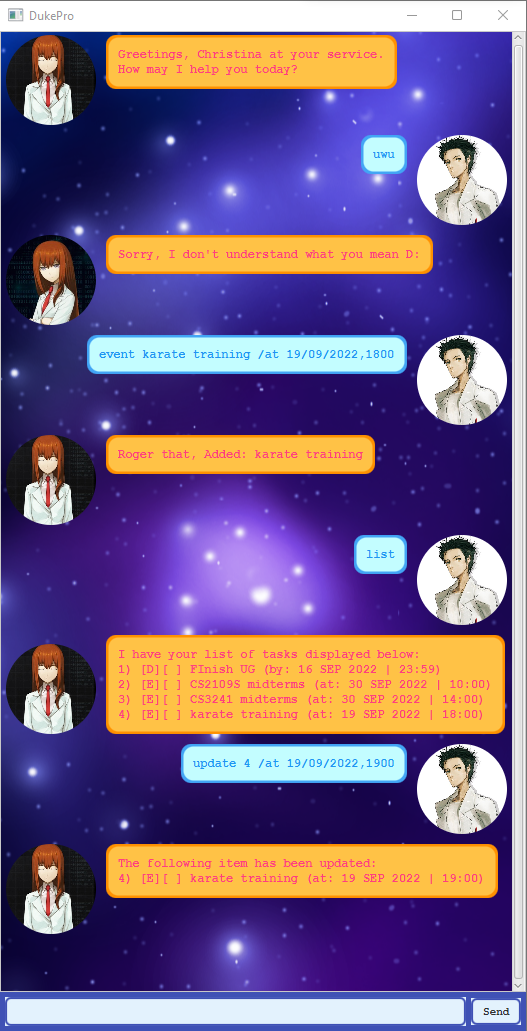 DukePro
Greetings, Christina at your service.
How may I help you today?
uwu
Sorry, I don't understand what you mean D:
event karate training /at 19/09/2022,1800
Roger that, Added: karate training
list
I have your list of tasks displayed below:
1) [D][ ] FInish UG (by: 16 SEP 2022 | 23:59)
2) [E][ ] CS2109S midterms (at: 30 SEP 2022 | 10:00)
3) [E][ ] CS3241 midterms (at: 30 SEP 2022 | 14:00)
4) [E][ ] karate training (at: 19 SEP 2022 | 18:00)
update 4 /at 19/09/2022,1900
The following item has been updated:
4) [E][ ] karate training (at: 19 SEP 2022 | 19:00)
Send